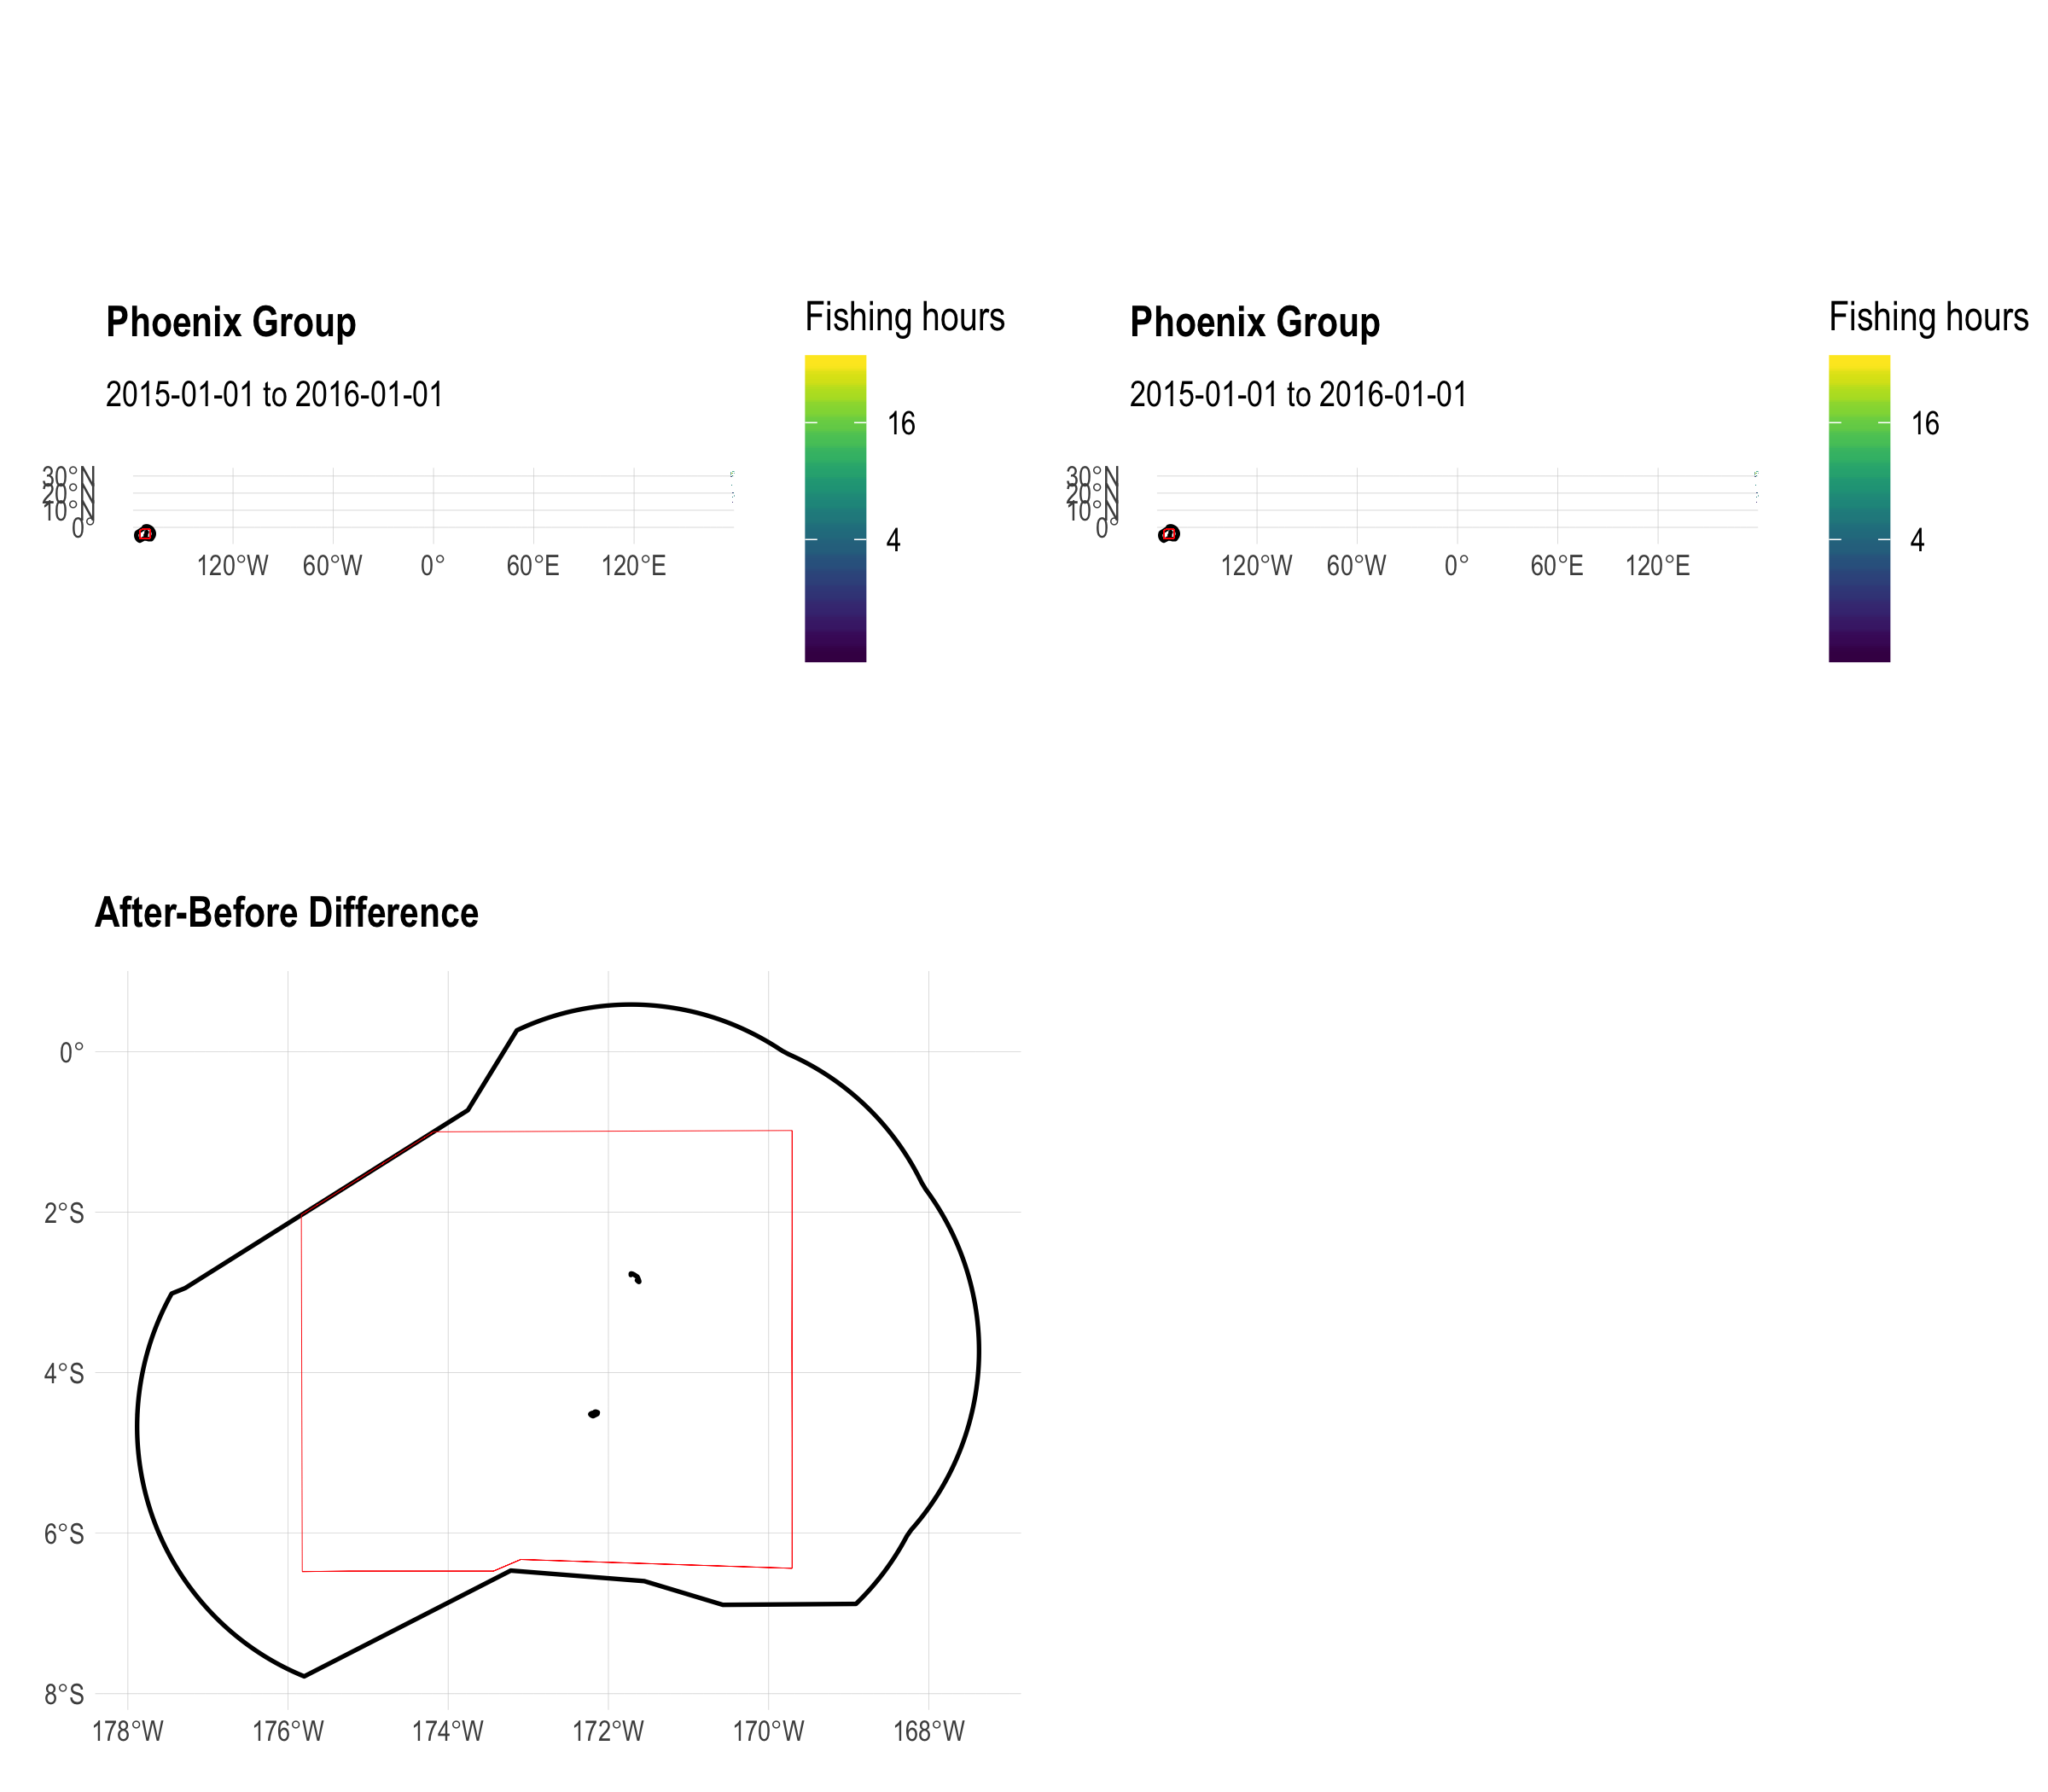 Phoenix Group
2015-01-01 to 2016-01-01
Fishing hours
16
4
30°N
20°N
10°N
0°
120°W 60°W 0° 60°E 120°E
Phoenix Group
2015-01-01 to 2016-01-01
Fishing hours
16
4
30°N
20°N
10°N
0°
120°W 60°W 0° 60°E 120°E
After-Before Difference
0°
2°S
4°S
6°S
8°S
178°W 176°W 174°W 172°W 170°W 168°W